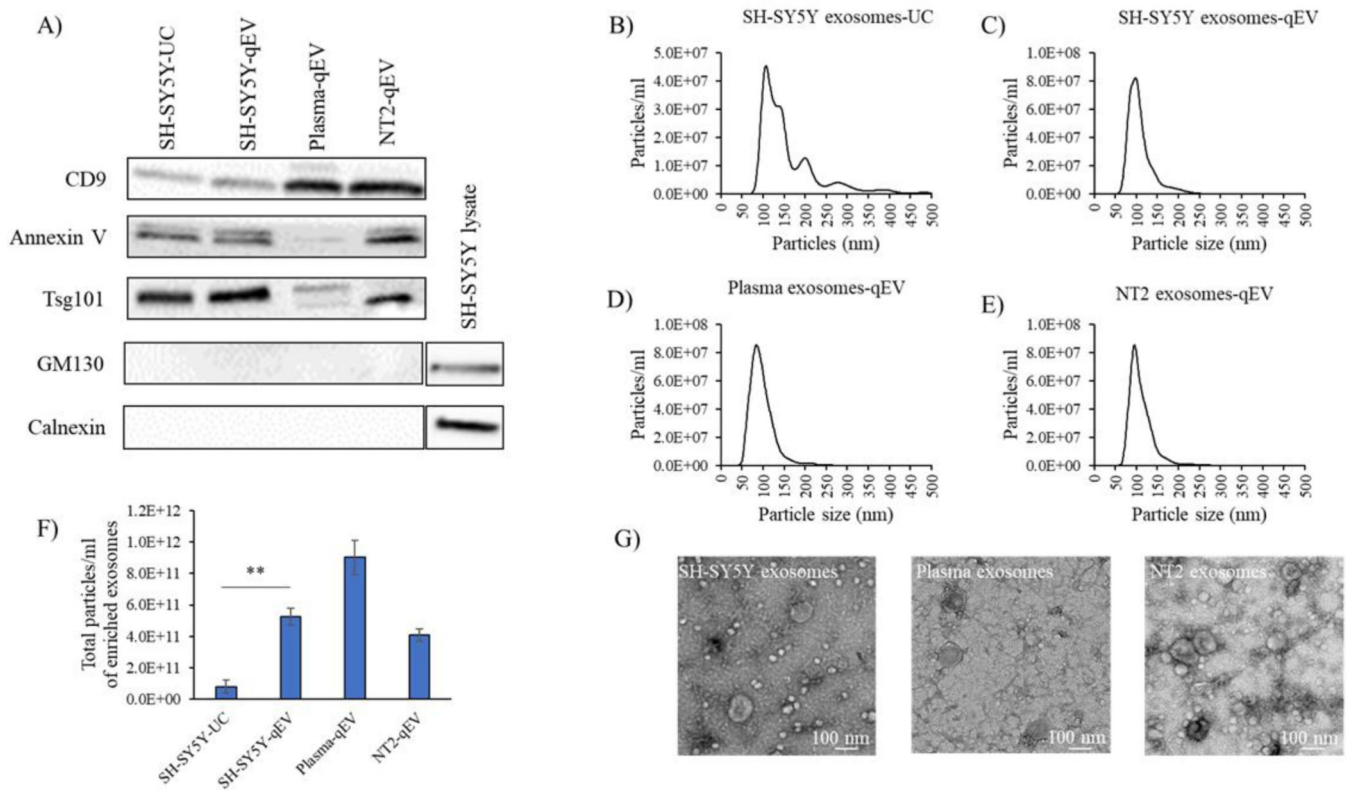 A)
SH-SY5Y-UC
SH-SY5Y-qEV
Plasma-qEV
NT2-qEV
SH-SY5Y lysate
CD9
Annexin V
Tsg101
GM130
Calnexin
B)
SH-SY5Y exosomes-UC
Particles/ml
5.0E+07
4.0E+07
3.0E+07
2.0E+07
1.0E+07
0.0E+00
0 50 100 150 200 250 300 350 400 450 500
Particles (nm)
C)
SH-SY5Y exosomes-qEV
Particles/ml
1.0E+08
8.0E+07
6.0E+07
4.0E+07
2.0E+07
0.0E+00
0 50 100 150 200 250 300 350 400 450 500
Particle size (nm)
D)
Plasma exosomes-qEV
Particles/ml
1.0E+08
8.0E+07
6.0E+07
4.0E+07
2.0E+07
0.0E+00
0 50 100 150 200 250 300 350 400 450 500
Particle size (nm)
E)
NT2 exosomes-qEV
Particles/ml
1.0E+08
8.0E+07
6.0E+07
4.0E+07
2.0E+07
0.0E+00
0 50 100 150 200 250 300 350 400 450 500
Particle size (nm)
F)
Total particles/ml
of enriched exosomes
1.2E+12
1.0E+12
8.0E+11
6.0E+11
4.0E+11
2.0E+11
0.0E+00
**
SH-SY5Y-UC
SH-SY5Y-qEV
Plasma-qEV
NT2-qEV
G)
SH-SY5Y exosomes
100 nm
Plasma exosomes
100 nm
NT2 exosomes
100 nm